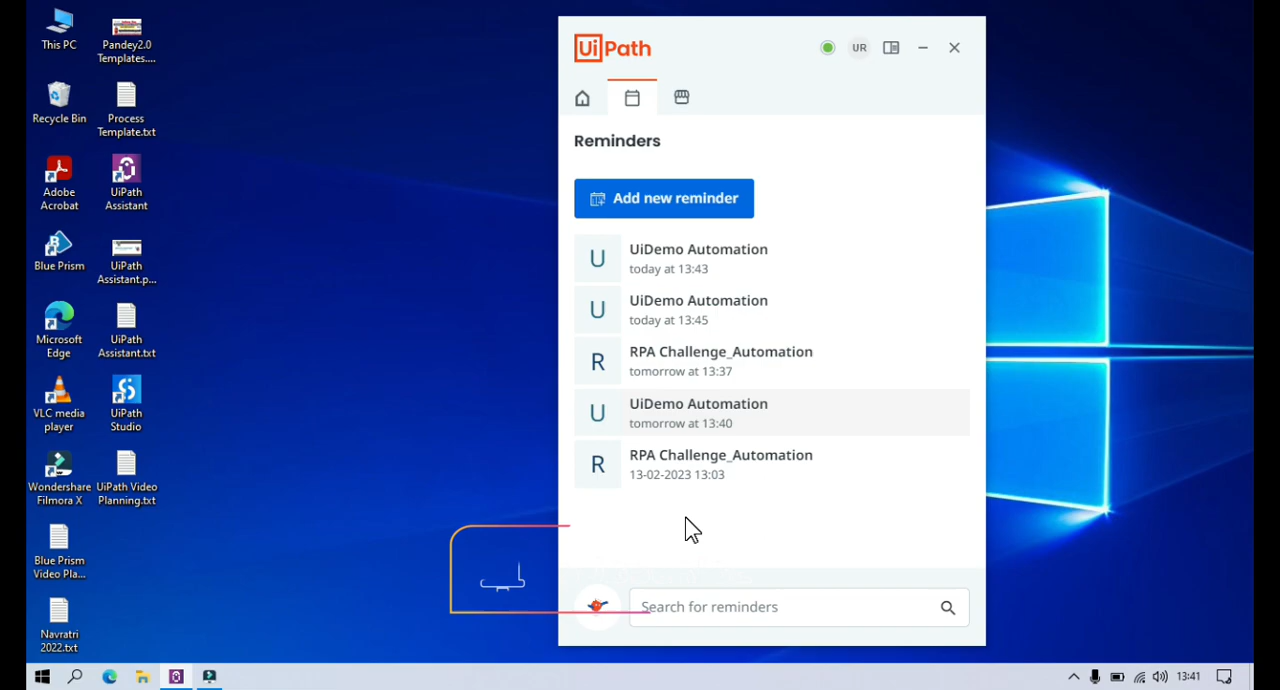 This PC
Pandey2.0
Templates....
Recycle Bin
Process
Template.txt
Adobe
Acrobat
UiPath
Assistant
Blue Prism
UiPath
Assistant.p...
Microsoft
Edge
UiPath
Assistant.txt
VLC media
player
UiPath
Studio
Wondershare
Filmora X
UiPath Video
Planning.txt
Blue Prism
Video Pla...
Navratri
2022.txt
UiPath
UR
Reminders
Add new reminder
U
UiDemo Automation
today at 13:43
U
UiDemo Automation
today at 13:45
R
RPA Challenge_Automation
tomorrow at 13:37
U
UiDemo Automation
tomorrow at 13:40
R
RPA Challenge_Automation
13-02-2023 13:03
Search for reminders
13:41